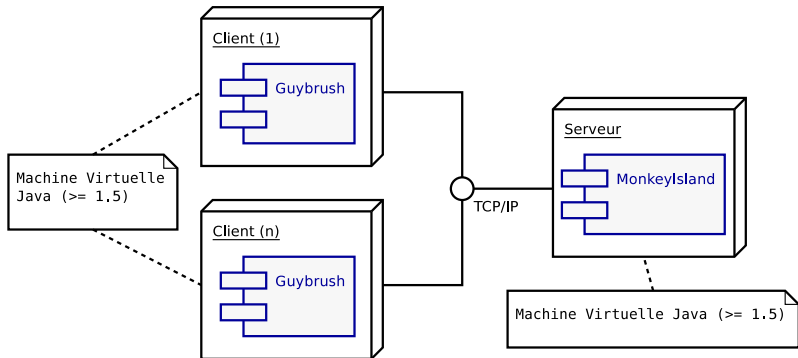 Client (1)
Guybrush
Machine Virtuelle
Java (>= 1.5)
Client (n)
Guybrush
TCP/IP
Serveur
MonkeyIsland
Machine Virtuelle Java (>= 1.5)